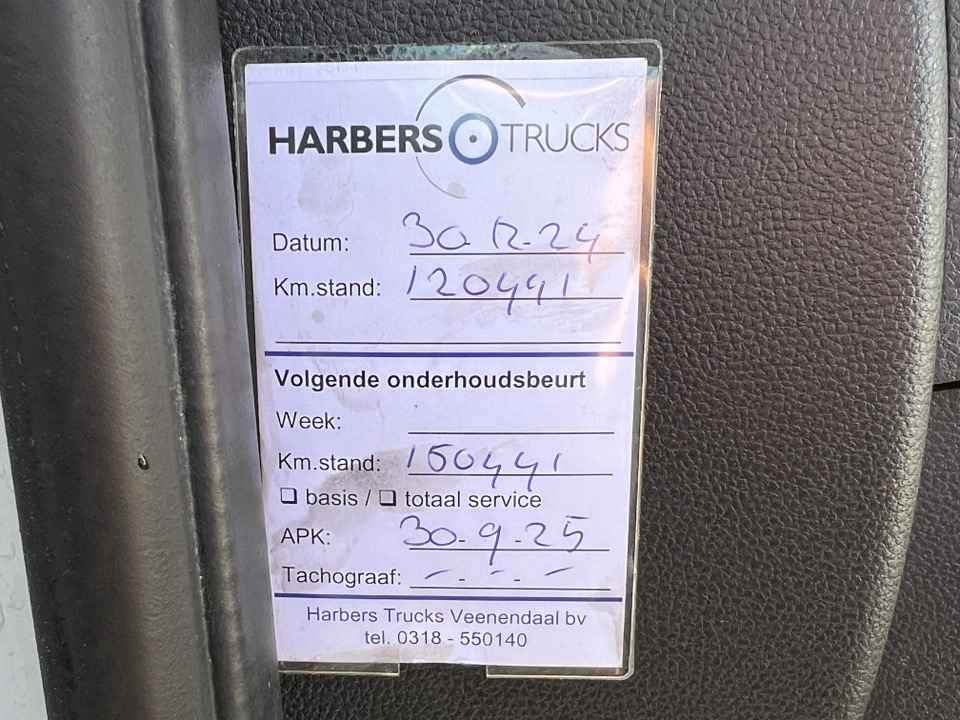 HARBERS TRUCKS
Datum: 30-12-24
Km.stand: 120441
Volgende onderhoudsbeurt
Week:
Km.stand: 150441
❑ basis / ❑ totaal service
APK: 30-9-25
Tachograaf: - - - - -
Harbers Trucks Veenendaal bv
tel. 0318 - 550140